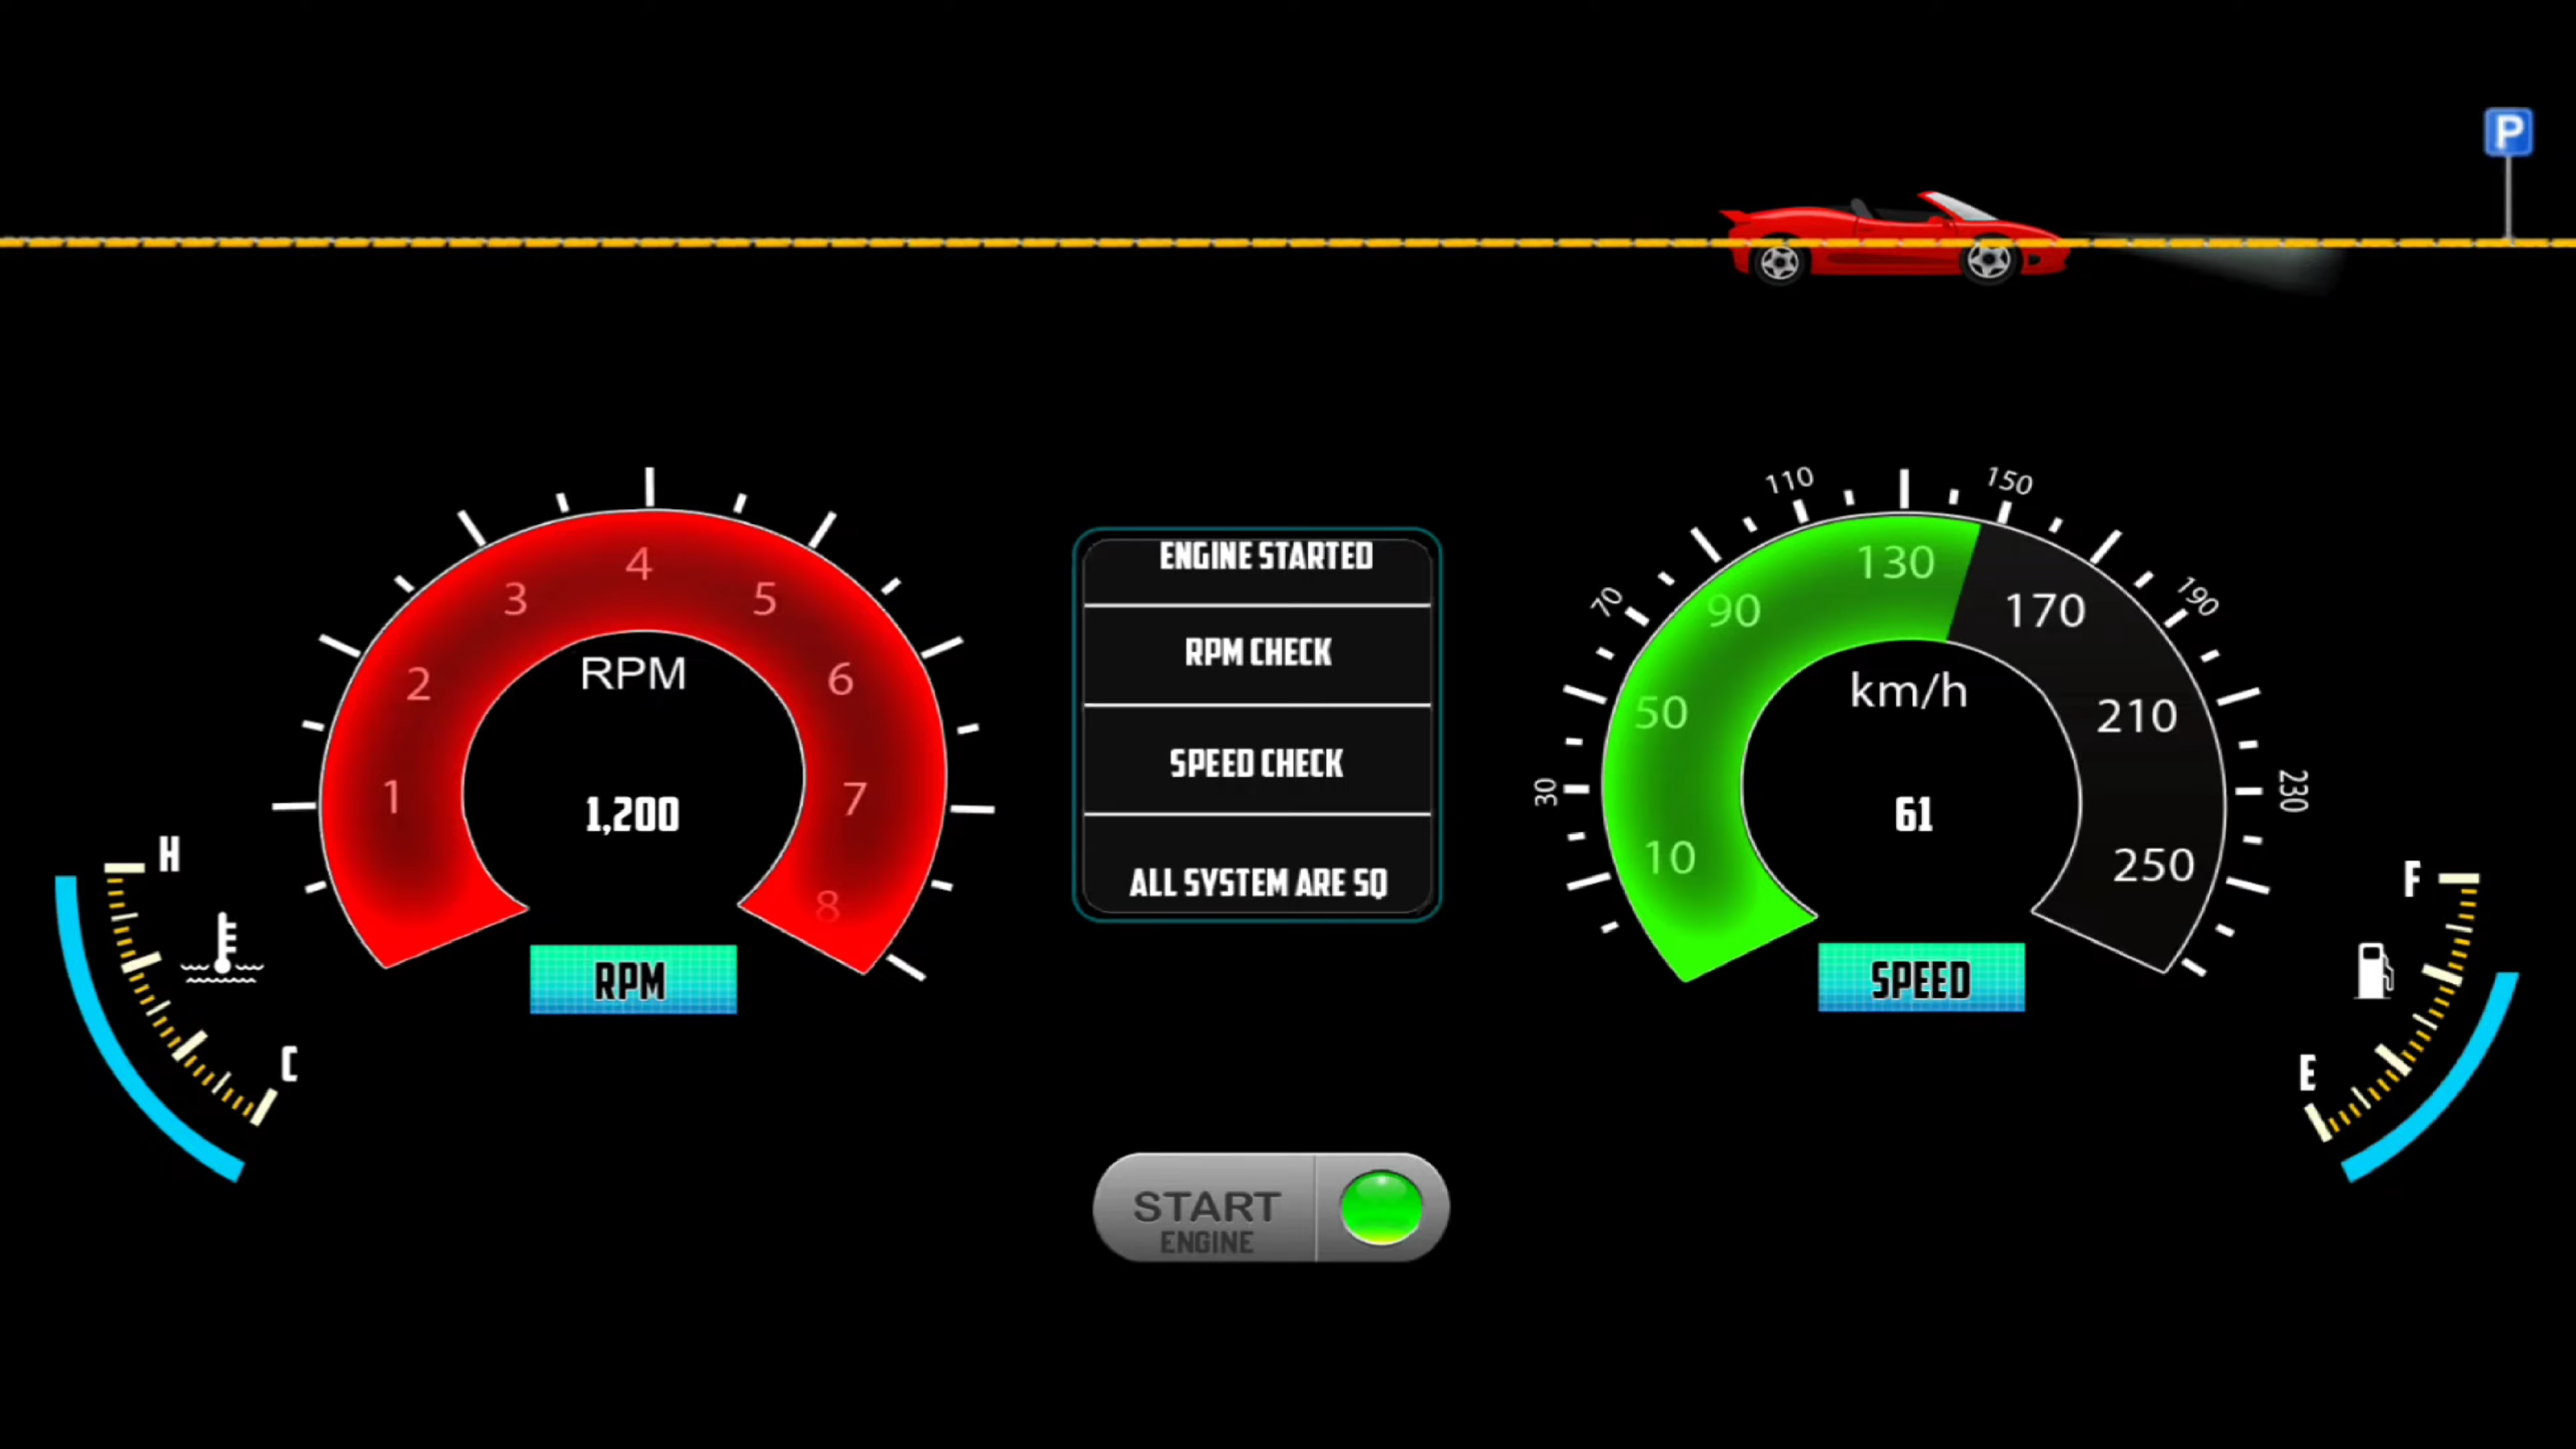 P
110
150
130
4
3
5
90
170
70
190
ENGINE STARTED
RPM CHECK
SPEED CHECK
ALL SYSTEM ARE SQ
RPM
2
6
km/h
50
210
1
7
30
230
1,200
61
H
10
250
F
8
RPM
SPEED
C
E
START
ENGINE